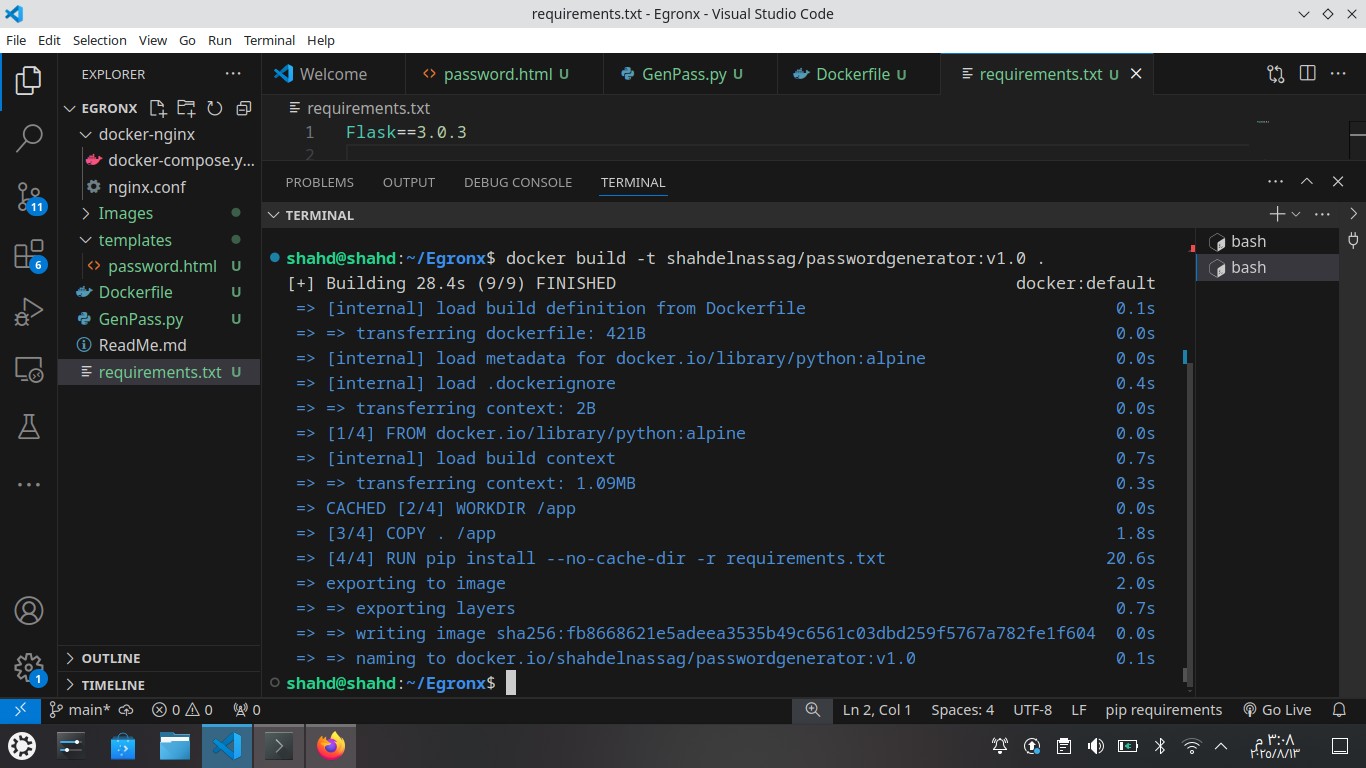 requirements.txt - Egronx - Visual Studio Code
File Edit Selection View Go Run Terminal Help
EXPLORER
EGRONX
docker-nginx
docker-compose.y...
nginx.conf
Images
templates
password.html U
Dockerfile U
GenPass.py U
ReadMe.md
requirements.txt U
OUTLINE
TIMELINE
11
6
1
Welcome password.html U GenPass.py U Dockerfile U requirements.txt U
requirements.txt
1 Flask==3.0.3
2
PROBLEMS OUTPUT DEBUG CONSOLE TERMINAL
TERMINAL
shahd@shahd:~/Egronx$ docker build -t shahdelnassag/passwordgenerator:v1.0 .
[+] Building 28.4s (9/9) FINISHED docker:default
=> [internal] load build definition from Dockerfile 0.1s
=> => transferring dockerfile: 421B 0.0s
=> [internal] load metadata for docker.io/library/python:alpine 0.0s
=> [internal] load .dockerignore 0.4s
=> => transferring context: 2B 0.0s
=> [1/4] FROM docker.io/library/python:alpine 0.0s
=> [internal] load build context 0.7s
=> => transferring context: 1.09MB 0.3s
=> CACHED [2/4] WORKDIR /app 0.0s
=> [3/4] COPY . /app 1.8s
=> [4/4] RUN pip install --no-cache-dir -r requirements.txt 20.6s
=> exporting to image 2.0s
=> => exporting layers 0.7s
=> => writing image sha256:fb8668621e5adeea3535b49c6561c03dbd259f5767a782fe1f604 0.0s
=> => naming to docker.io/shahdelnassag/passwordgenerator:v1.0 0.1s
shahd@shahd:~/Egronx$
bash
bash
main* 0 0 0 Ln 2, Col 1 Spaces: 4 UTF-8 LF pip requirements Go Live
٣:٠٨ م
٢٠٢٥/٨/١٣